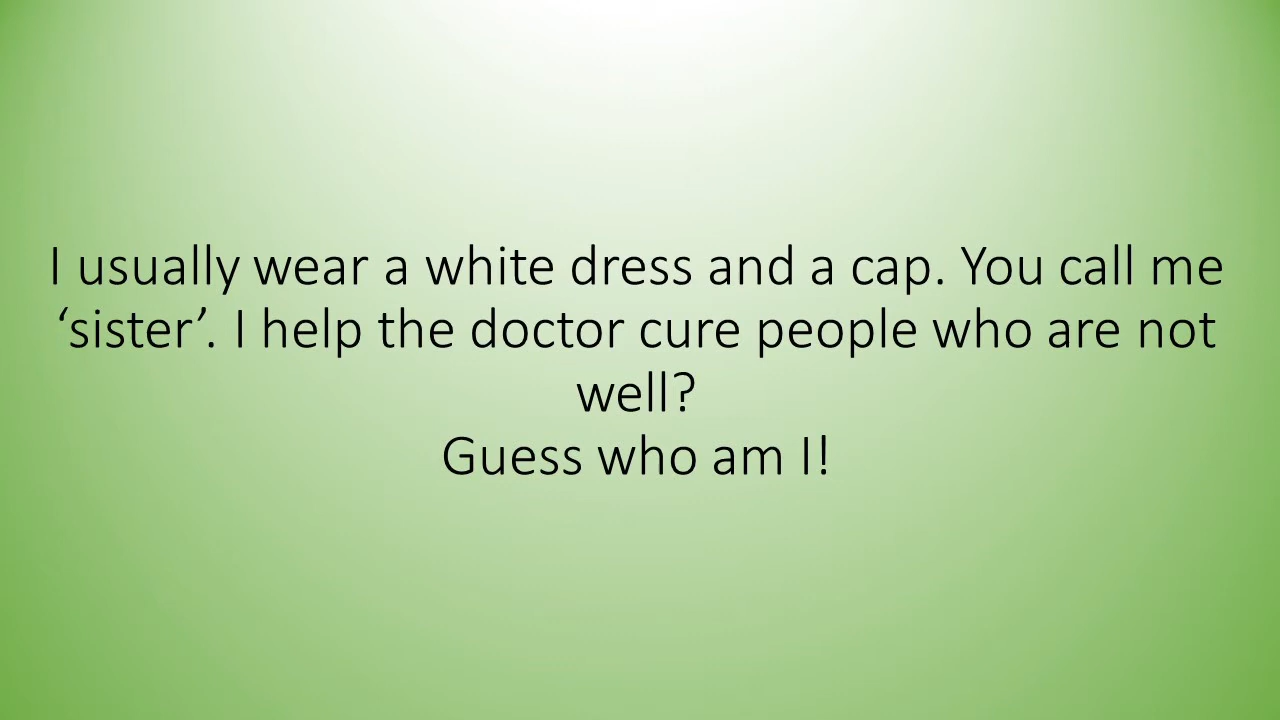 I usually wear a white dress and a cap. You call me
‘sister’. I help the doctor cure people who are not
well?
Guess who am I!